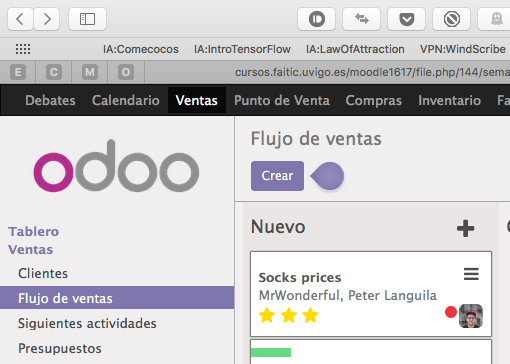 IA:Comecocos IA:IntroTensorFlow IA:LawOfAttraction VPN:WindScribe
E C M O cursos.faitic.uvigo.es/moodle1617/file.php/144/sema
Debates Calendario Ventas Punto de Venta Compras Inventario Fa
odoo
Flujo de ventas
Crear
Tablero
Ventas
Clientes
Flujo de ventas
Siguientes actividades
Presupuestos
Nuevo +
Socks prices
MrWonderful, Peter Languila